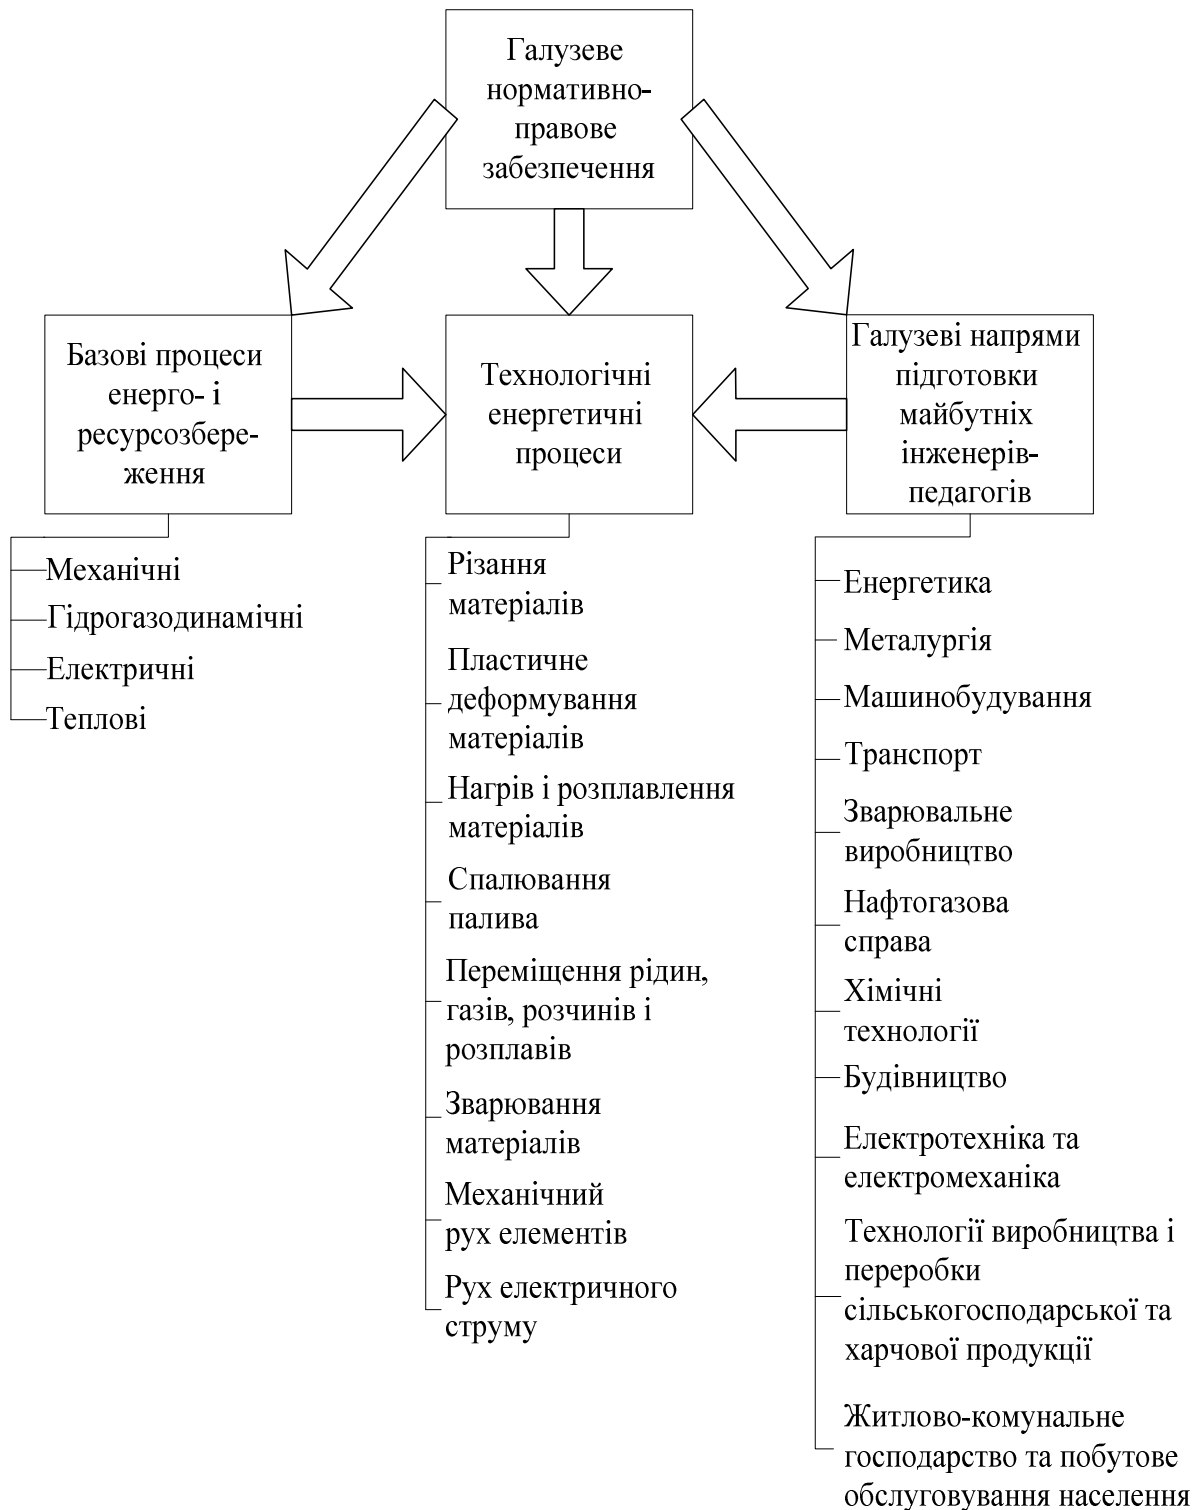 Галузеве
нормативно-
правове
забезпечення
Базові процеси
енерго- і
ресурсозбере-
ження
Технологічні
енергетичні
процеси
Галузеві напрями
підготовки
майбутніх
інженерів-
педагогів
Механічні
Гідрогазодинамічні
Електричні
Теплові
Різання
матеріалів
Пластичне
деформування
матеріалів
Нагрів і розплавлення
матеріалів
Спалювання
палива
Переміщення рідин,
газів, розчинів і
розплавів
Зварювання
матеріалів
Механічний
рух елементів
Рух електричного
струму
Енергетика
Металургія
Машинобудування
Транспорт
Зварювальне
виробництво
Нафтогазова
справа
Хімічні
технології
Будівництво
Електротехніка та
електромеханіка
Технології виробництва і
переробки
сільськогосподарської та
харчової продукції
Житлово-комунальне
господарство та побутове
обслуговування населення